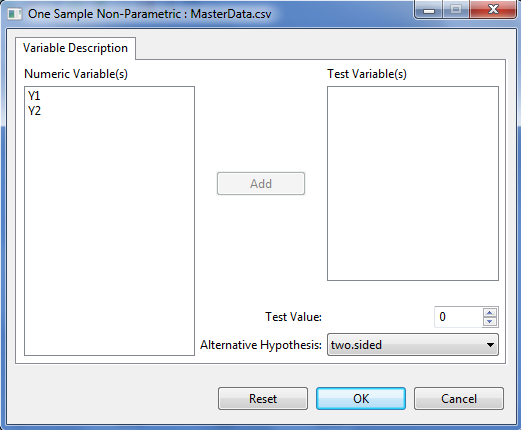 One Sample Non-Parametric : MasterData.csv
Variable Description
Numeric Variable(s)
Test Variable(s)
Y1
Y2
Add
Test Value:
0
Alternative Hypothesis:
two.sided
Reset
OK
Cancel